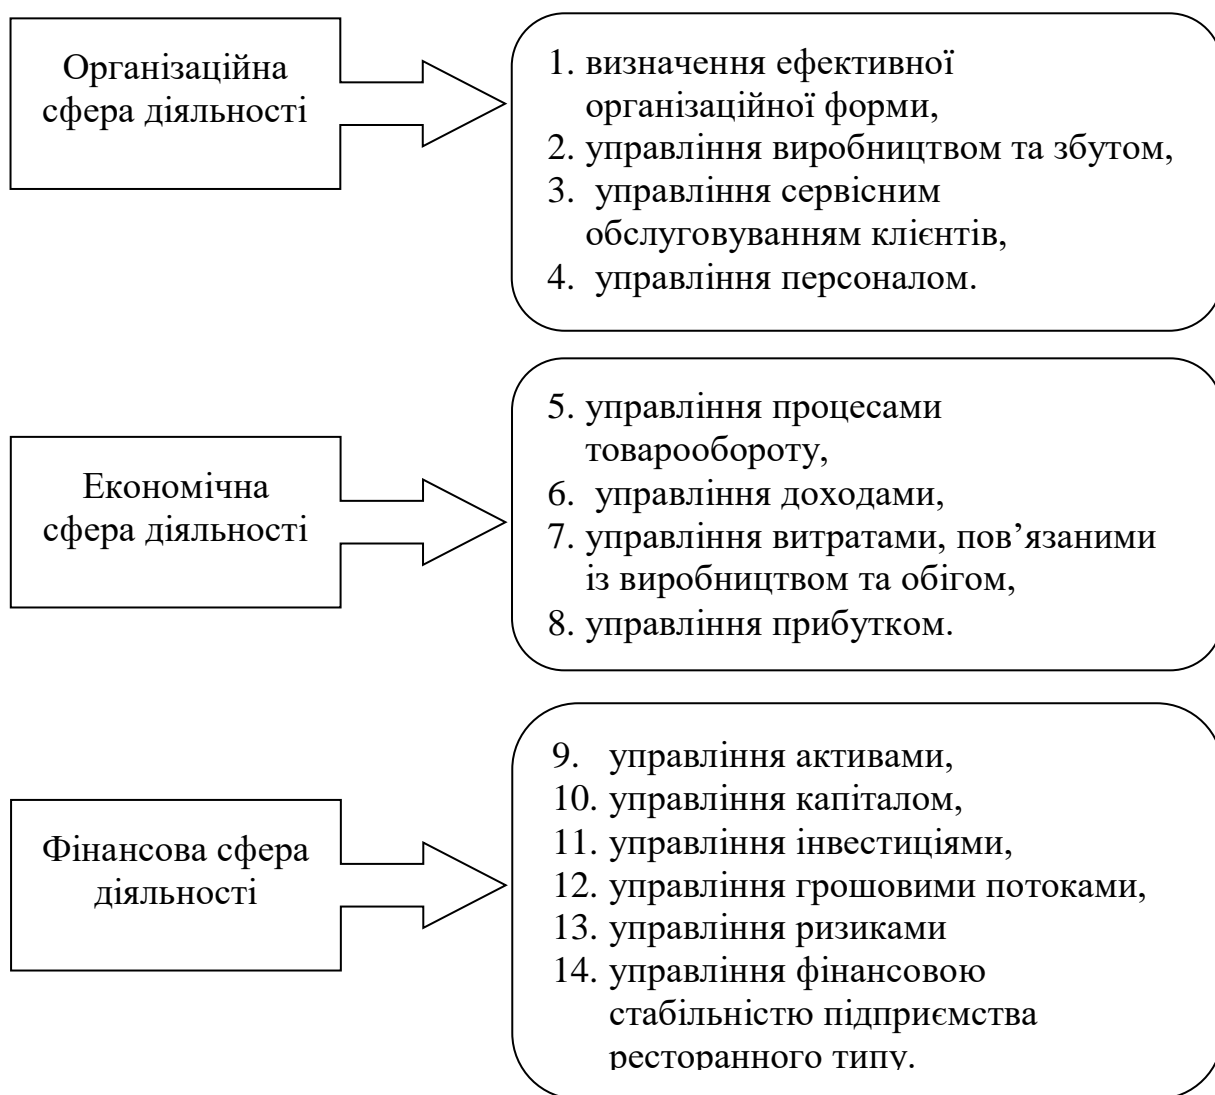 Організаційна
сфера діяльності
1. визначення ефективної
організаційної форми,
2. управління виробництвом та збутом,
3. управління сервісним
обслуговуванням клієнтів,
4. управління персоналом.
Економічна
сфера діяльності
5. управління процесами
товарообороту,
6. управління доходами,
7. управління витратами, пов’язаними
із виробництвом та обігом,
8. управління прибутком.
Фінансова сфера
діяльності
9. управління активами,
10. управління капіталом,
11. управління інвестиціями,
12. управління грошовими потоками,
13. управління ризиками
14. управління фінансовою
стабільністю підприємства
ресторанного типу.